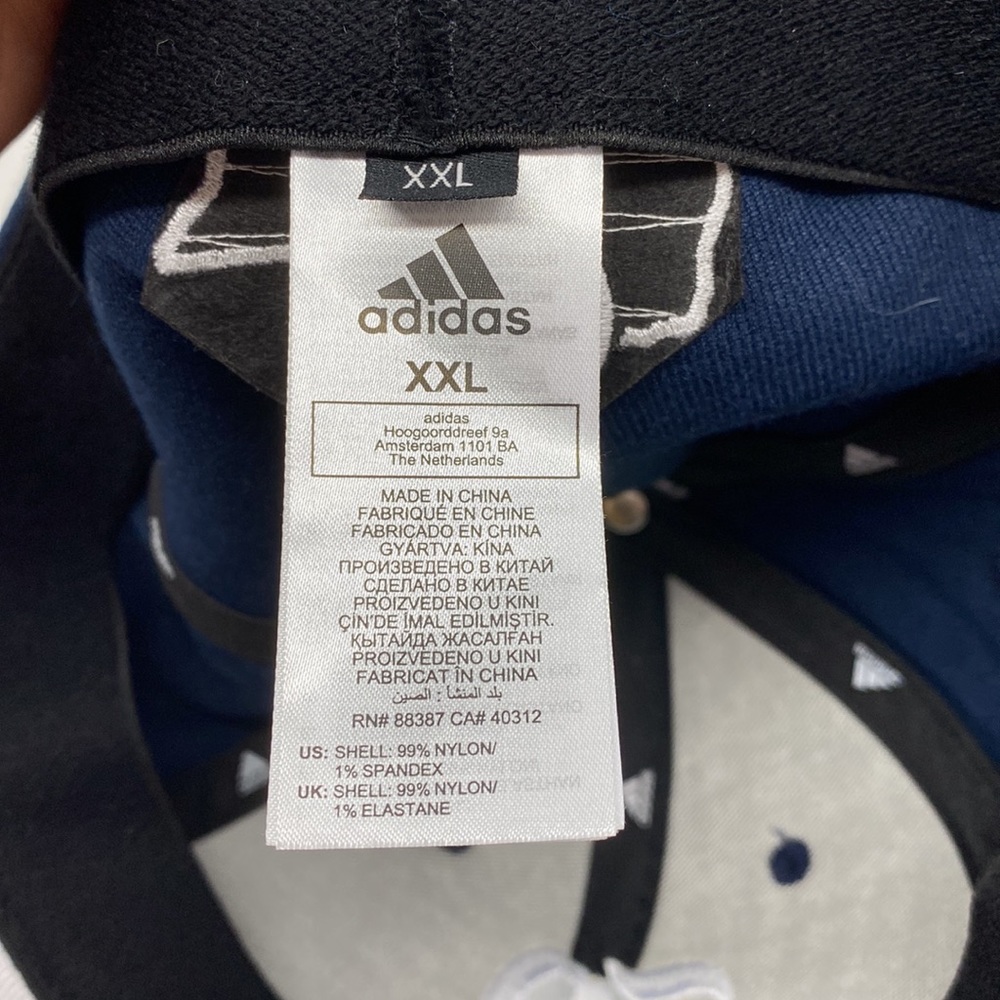 XXL
adidas
XXL
adidas
Hoogoorddreef 9a
Amsterdam 1101 BA
The Netherlands
MADE IN CHINA
FABRIQUÉ EN CHINE
FABRICADO EN CHINA
GYÁRTVA: KÍNA
ПРОИЗВЕДЕНО В КИТАЙ
СДЕЛАНО В КИТАЕ
PROIZVEDENO U KINI
ÇİN'DE İMAL EDİLMİŞTİR.
ҚЫТАЙДА ЖАСАЛҒАН
PROIZVEDENO U KINI
FABRICAT ÎN CHINA
بلد المنشأ : الصين
RN# 88387 CA# 40312
US: SHELL: 99% NYLON/
1% SPANDEX
UK: SHELL: 99% NYLON/
1% ELASTANE